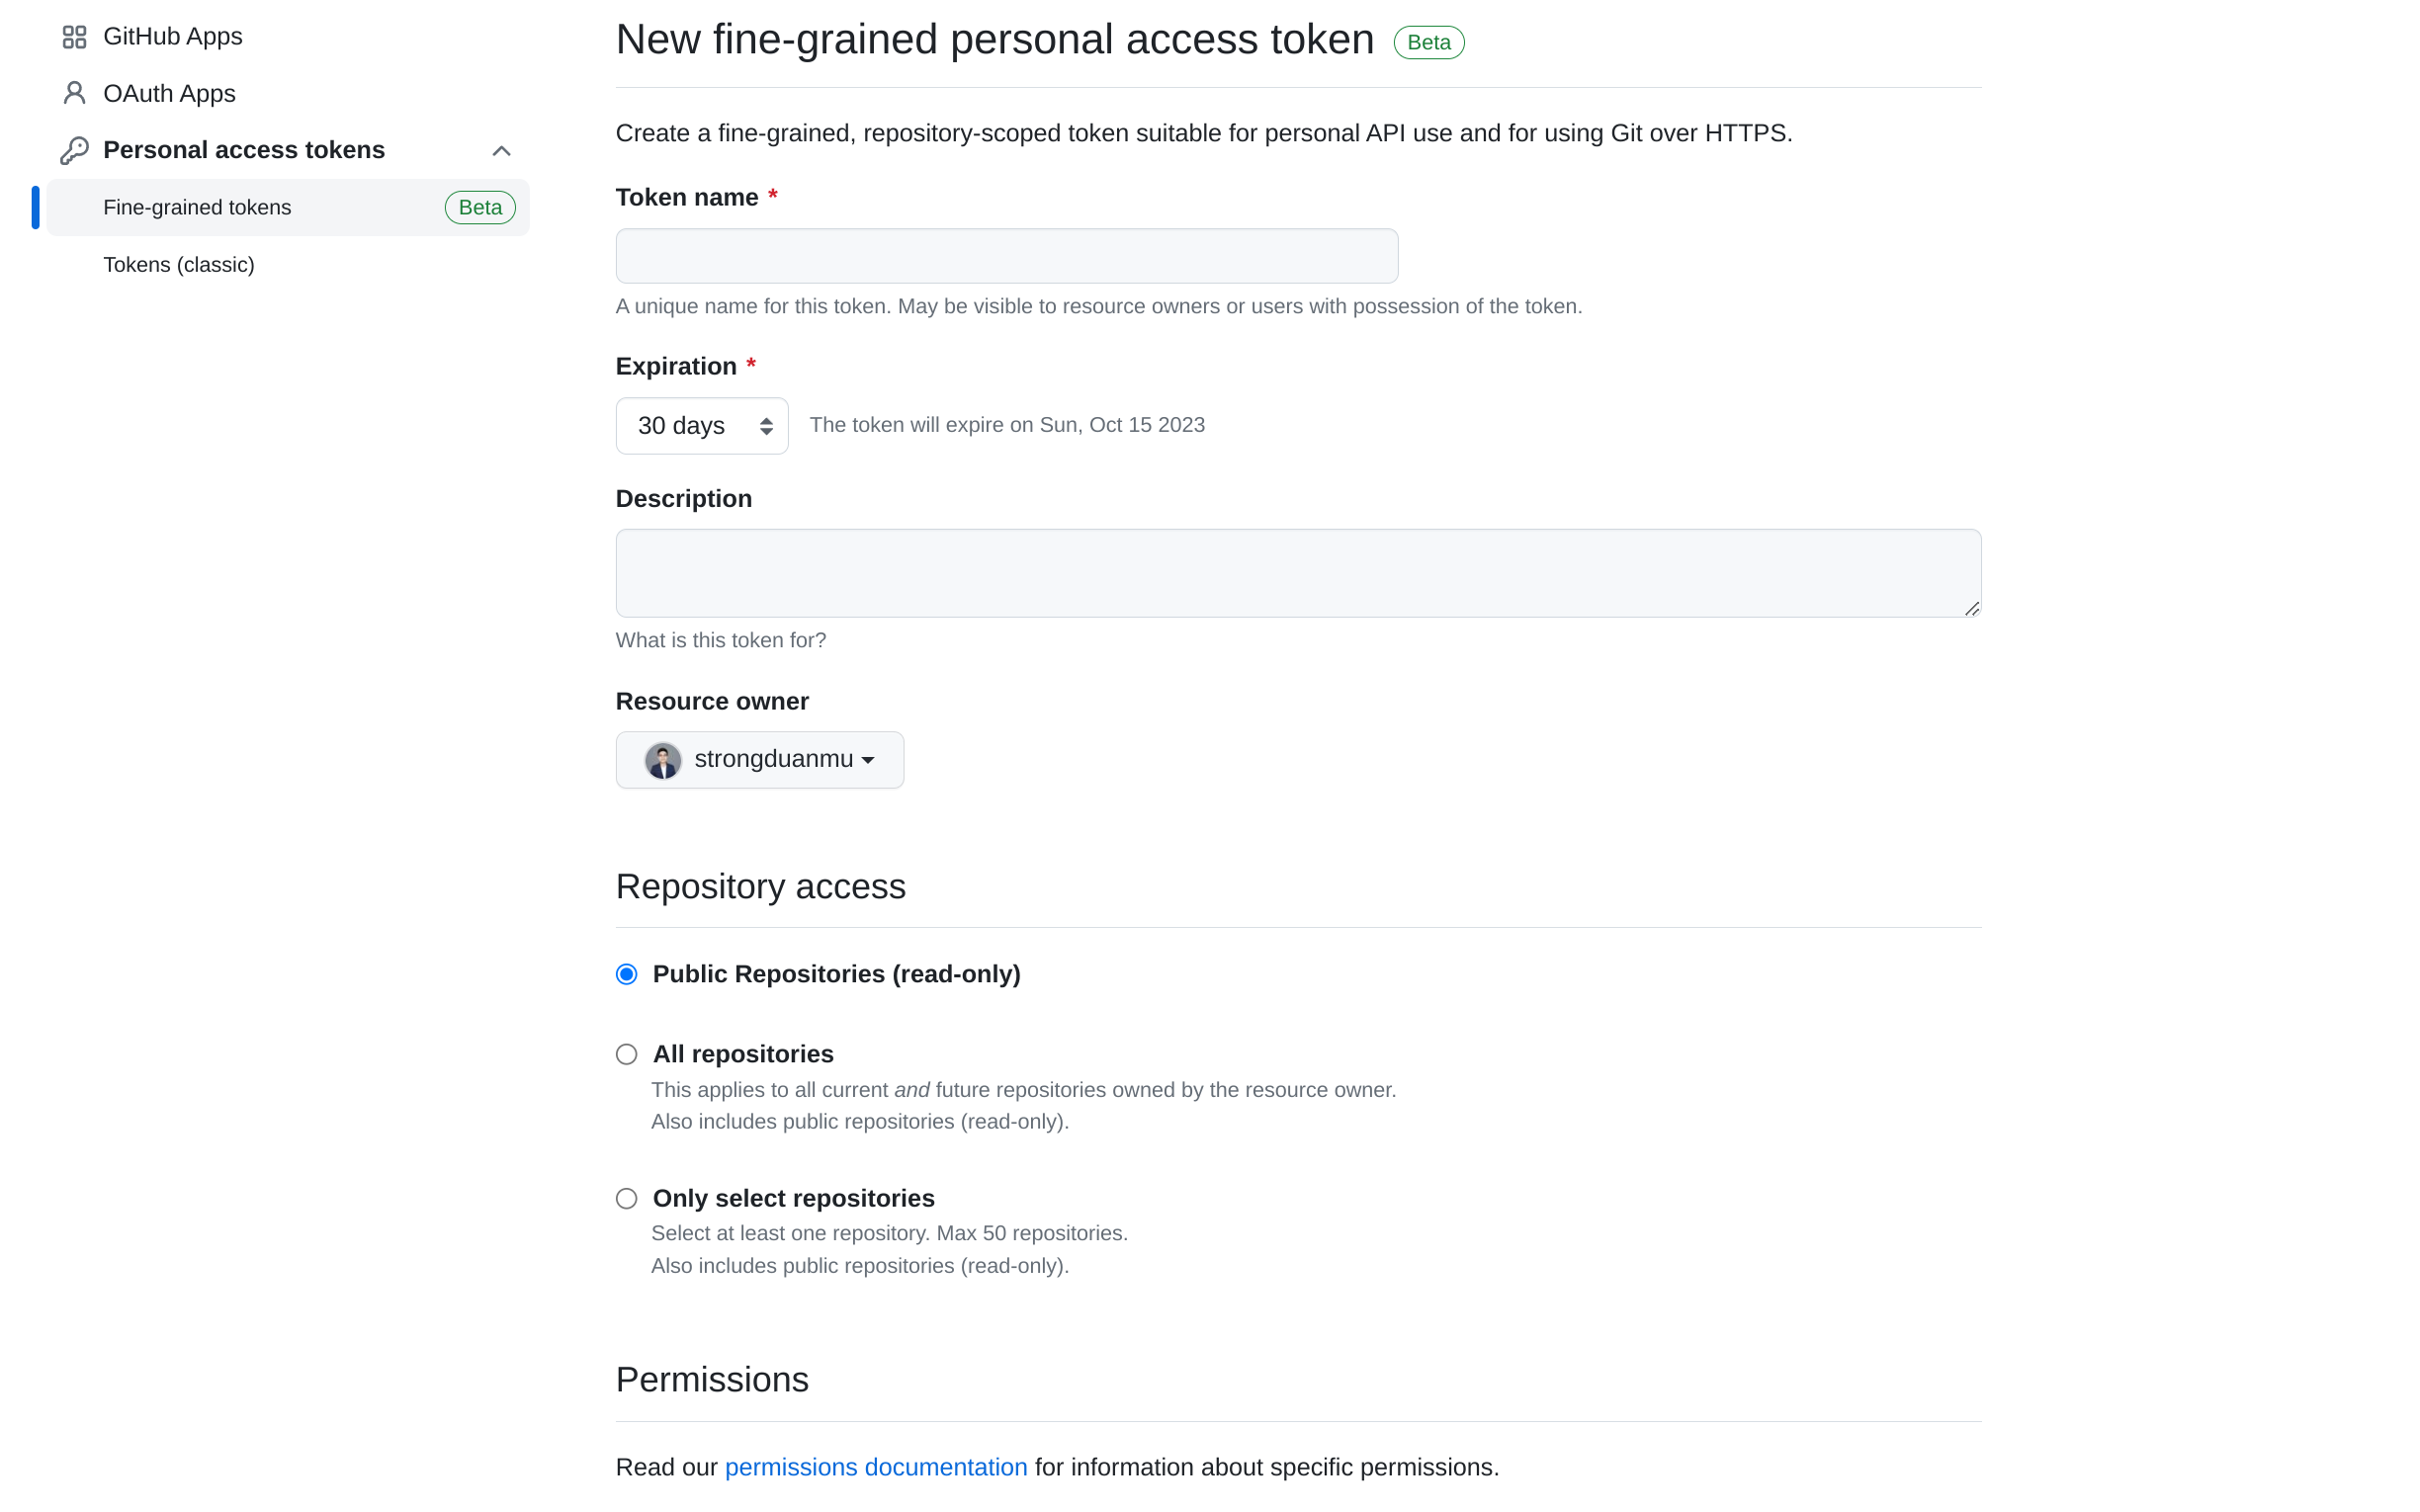 GitHub Apps
OAuth Apps
Personal access tokens
Fine-grained tokens Beta
Tokens (classic)
New fine-grained personal access token Beta
Create a fine-grained, repository-scoped token suitable for personal API use and for using Git over HTTPS.
Token name *
A unique name for this token. May be visible to resource owners or users with possession of the token.
Expiration *
30 days The token will expire on Sun, Oct 15 2023
Description
What is this token for?
Resource owner
strongduanmu
Repository access
Public Repositories (read-only)
All repositories
This applies to all current and future repositories owned by the resource owner.
Also includes public repositories (read-only).
Only select repositories
Select at least one repository. Max 50 repositories.
Also includes public repositories (read-only).
Permissions
Read our permissions documentation for information about specific permissions.